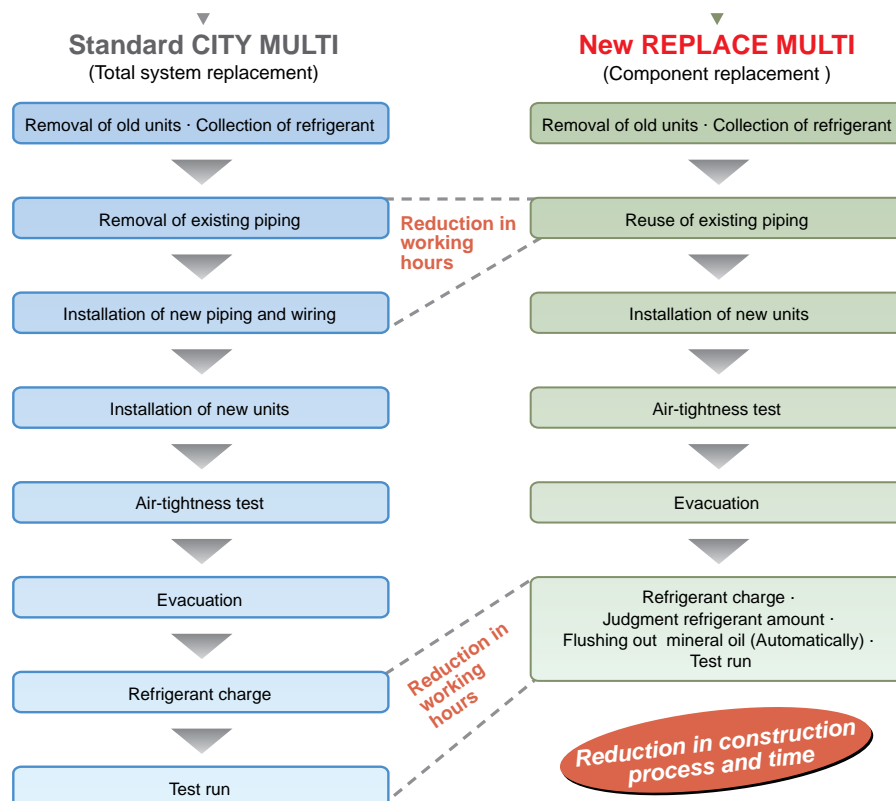 Standard CITY MULTI
(Total system replacement)
Removal of old units · Collection of refrigerant
Removal of existing piping
Installation of new piping and wiring
Installation of new units
Air-tightness test
Evacuation
Refrigerant charge
Test run
Reduction in
working
hours
Reduction in
working
hours
New REPLACE MULTI
(Component replacement )
Removal of old units · Collection of refrigerant
Reuse of existing piping
Installation of new units
Air-tightness test
Evacuation
Refrigerant charge ·
Judgment refrigerant amount ·
Flushing out mineral oil (Automatically) ·
Test run
Reduction in construction
process and time